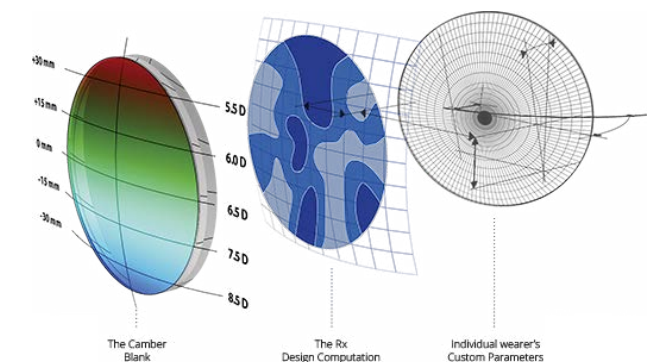 +30 mm
+15 mm
0 mm
-15 mm
-30 mm
5.5 D
6.0 D
6.5 D
7.5 D
8.5 D
The Camber
Blank
The Rx
Design Computation
Individual wearer's
Custom Parameters